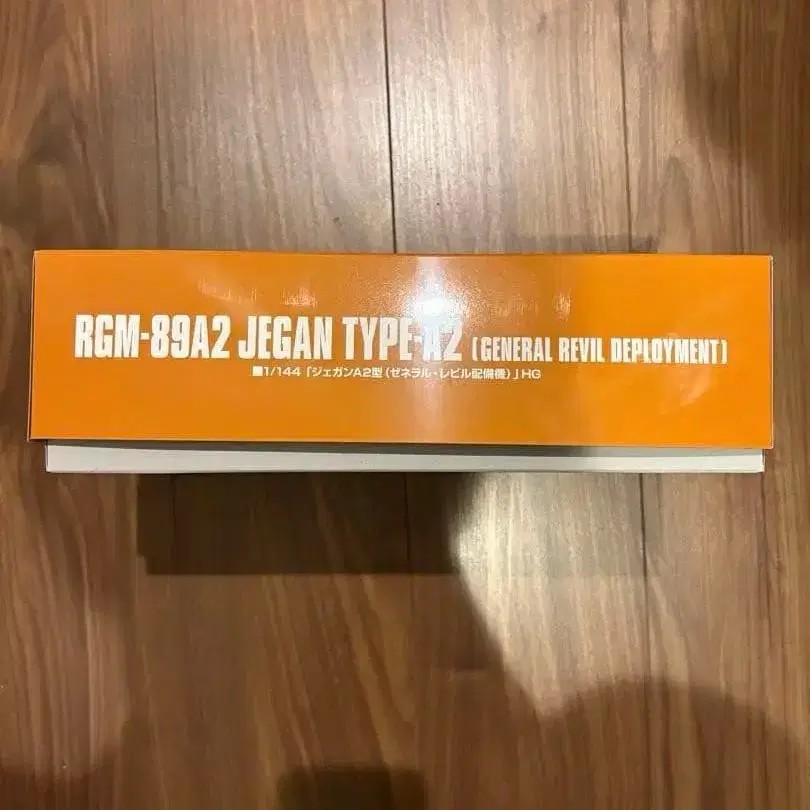 RGM-89A2 JEGAN TYPE-A2 (GENERAL REVIL DEPLOYMENT)
■1/144「ジェガンA2型(ゼネラル・レビル配備機)」HG